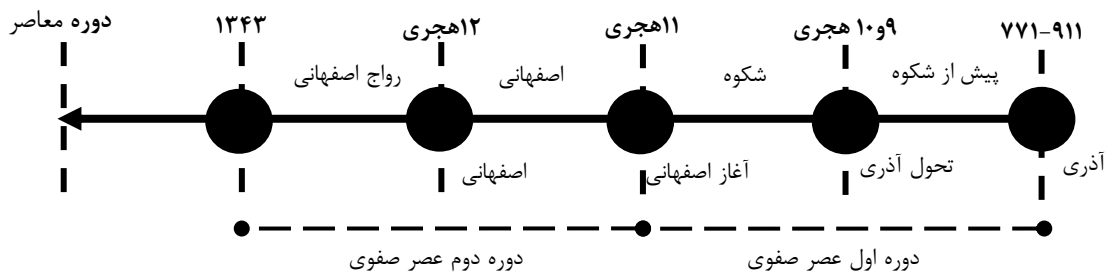 ۷۷۱-۹۱۱
۹و۱۰ هجری
۱۱هجری
۱۲هجری
۱۳۴۳
دوره معاصر
پیش از شکوه
شکوه
اصفهانی
رواج اصفهانی
آذری
تحول آذری
آغاز اصفهانی
اصفهانی
دوره اول عصر صفوی
دوره دوم عصر صفوی